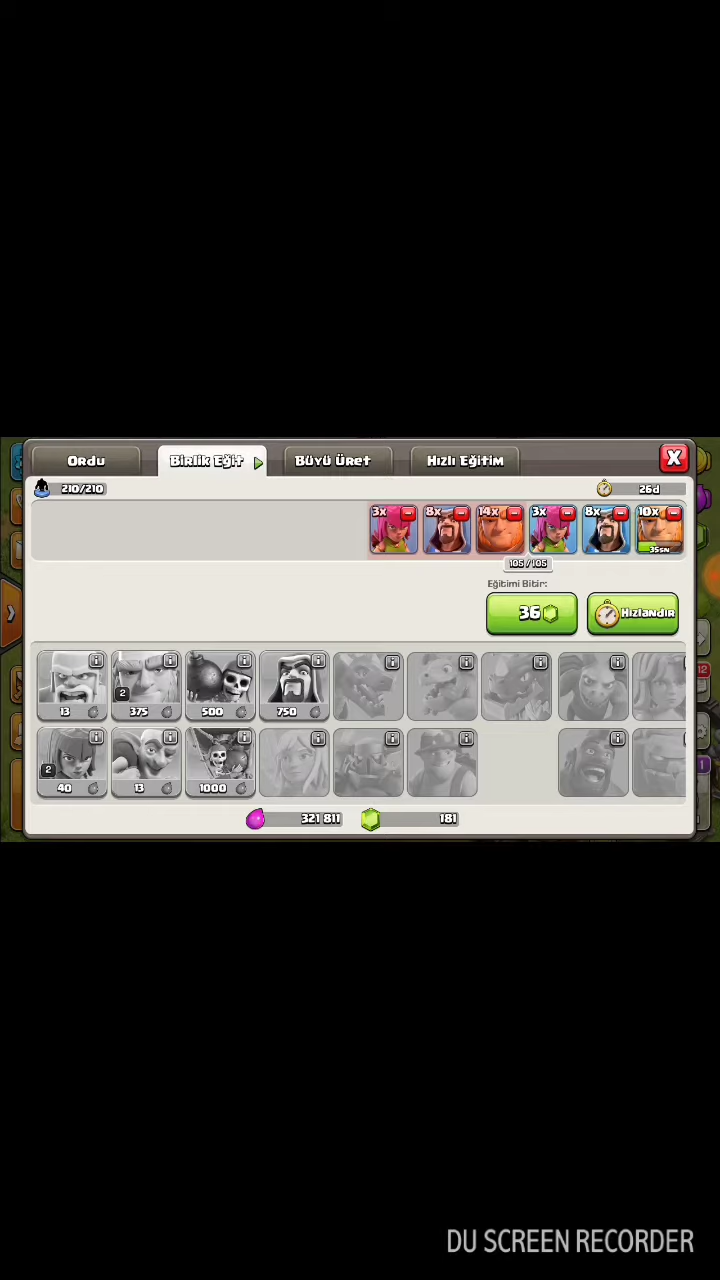 Ordu
Birlik Eğit
Büyü Üret
Hızlı Eğitim
X
210/210
26d
3x
8x
14x
3x
8x
10x
35sn
105/105
Eğitimi Bitir:
36
Hızlandır
13
2
375
500
750
2
40
13
1000
321 811
181
12
1
DU SCREEN RECORDER